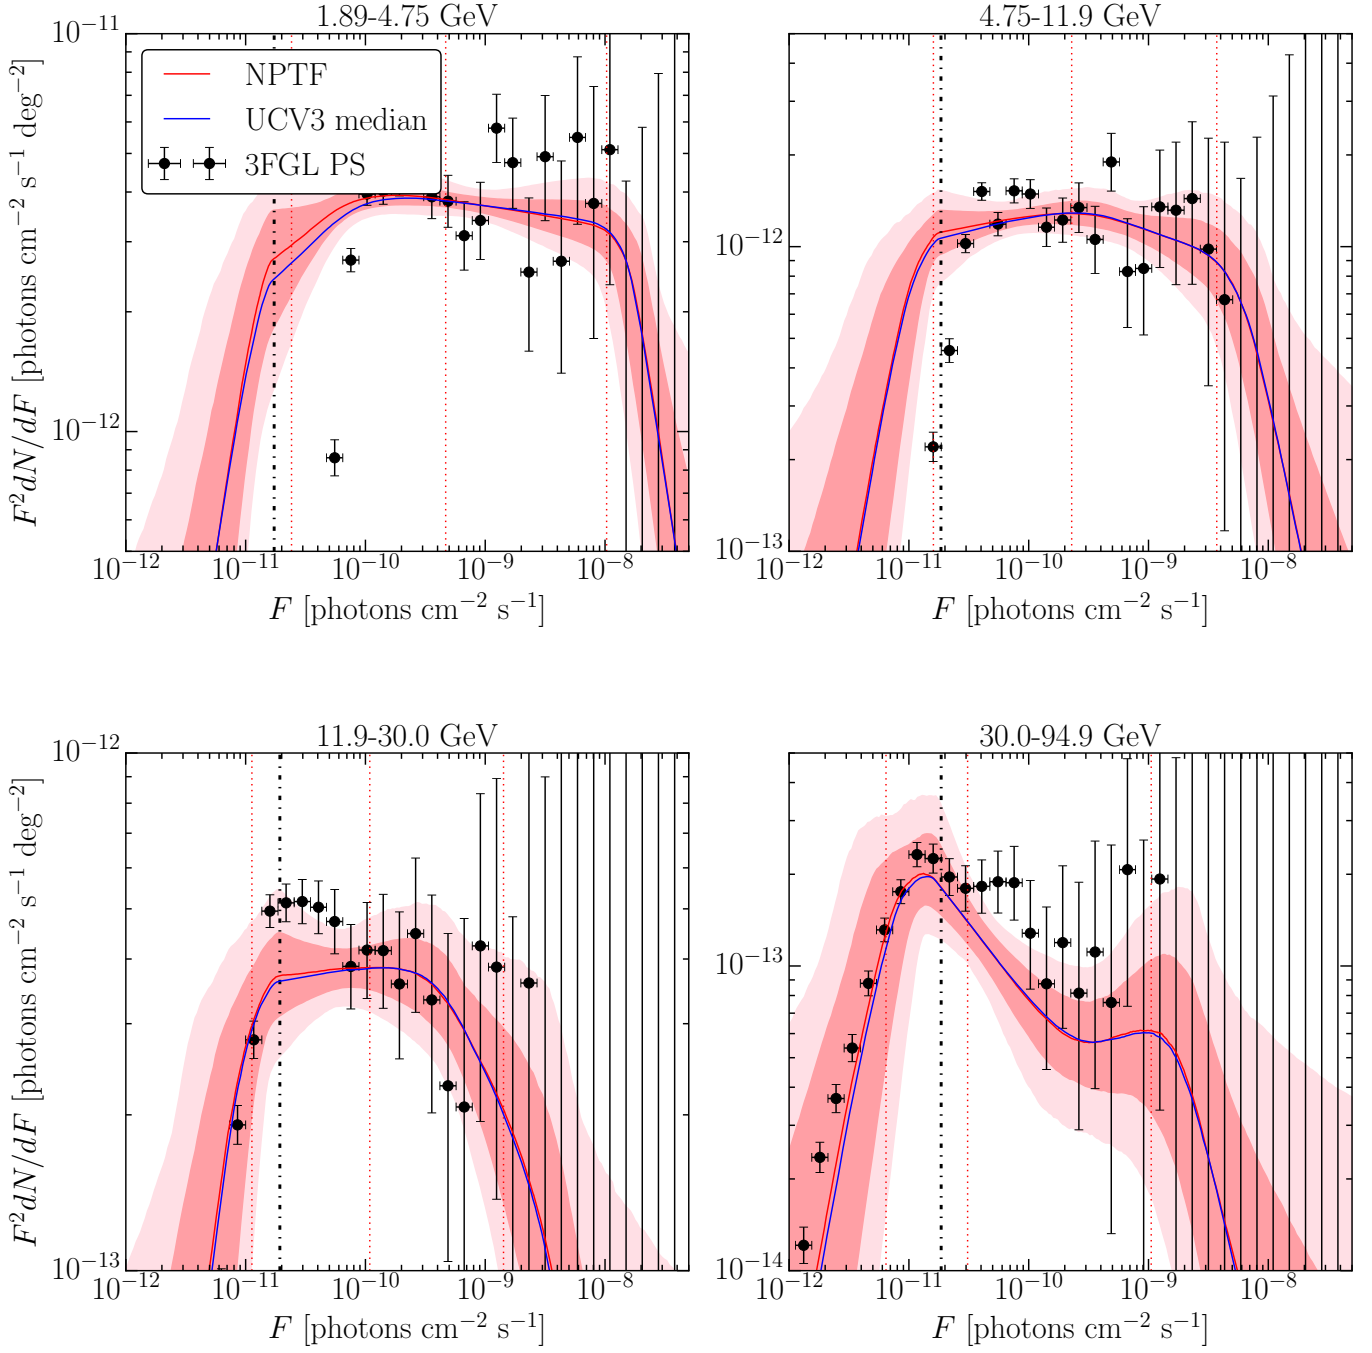 1.89-4.75 GeV
10⁻¹¹
10⁻¹²
F²dN/dF [photons cm⁻² s⁻¹ deg⁻²]
NPTF
UCV3 median
3FGL PS
10⁻¹² 10⁻¹¹ 10⁻¹⁰ 10⁻⁹ 10⁻⁸
F [photons cm⁻² s⁻¹]
4.75-11.9 GeV
10⁻¹²
10⁻¹³
10⁻¹² 10⁻¹¹ 10⁻¹⁰ 10⁻⁹ 10⁻⁸
F [photons cm⁻² s⁻¹]
11.9-30.0 GeV
10⁻¹²
10⁻¹³
F²dN/dF [photons cm⁻² s⁻¹ deg⁻²]
10⁻¹² 10⁻¹¹ 10⁻¹⁰ 10⁻⁹ 10⁻⁸
F [photons cm⁻² s⁻¹]
30.0-94.9 GeV
10⁻¹³
10⁻¹⁴
10⁻¹² 10⁻¹¹ 10⁻¹⁰ 10⁻⁹ 10⁻⁸
F [photons cm⁻² s⁻¹]